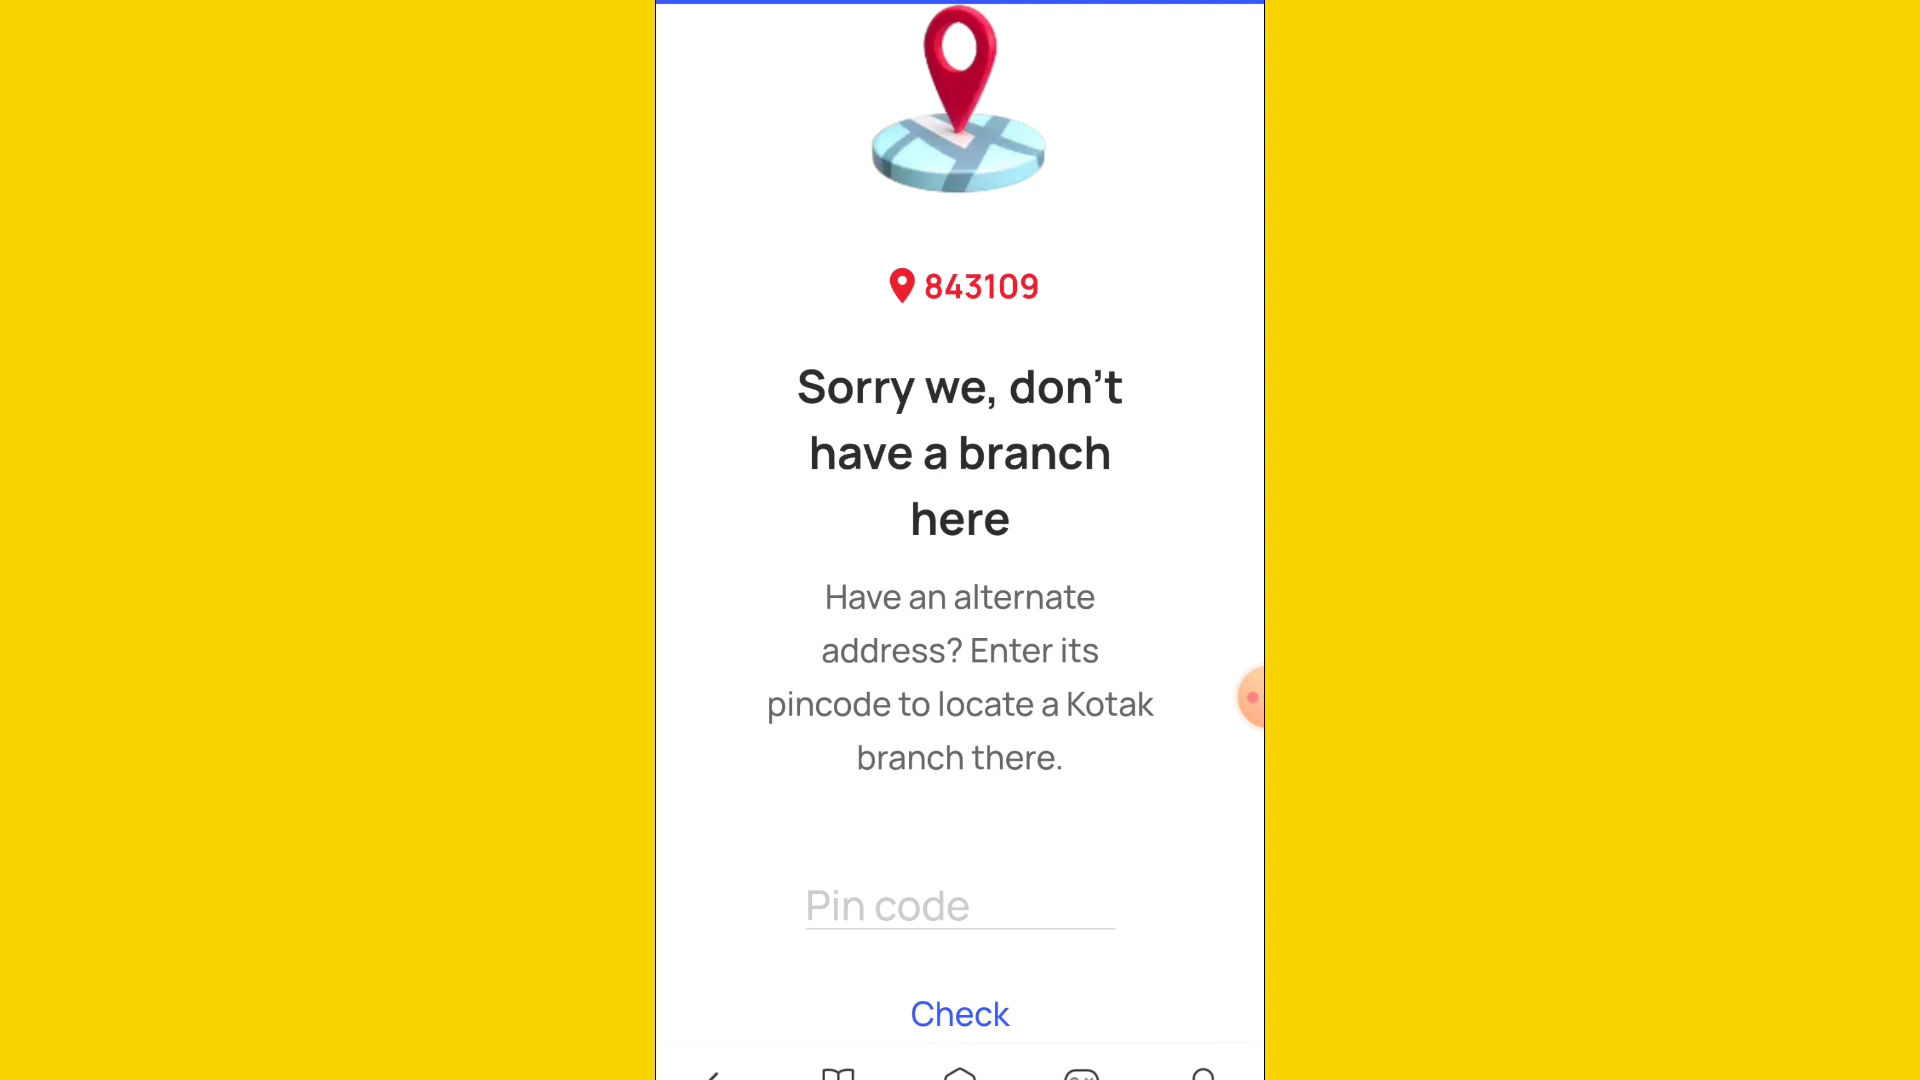 843109
Sorry we, don’t
have a branch
here
Have an alternate
address? Enter its
pincode to locate a Kotak
branch there.
Pin code
Check